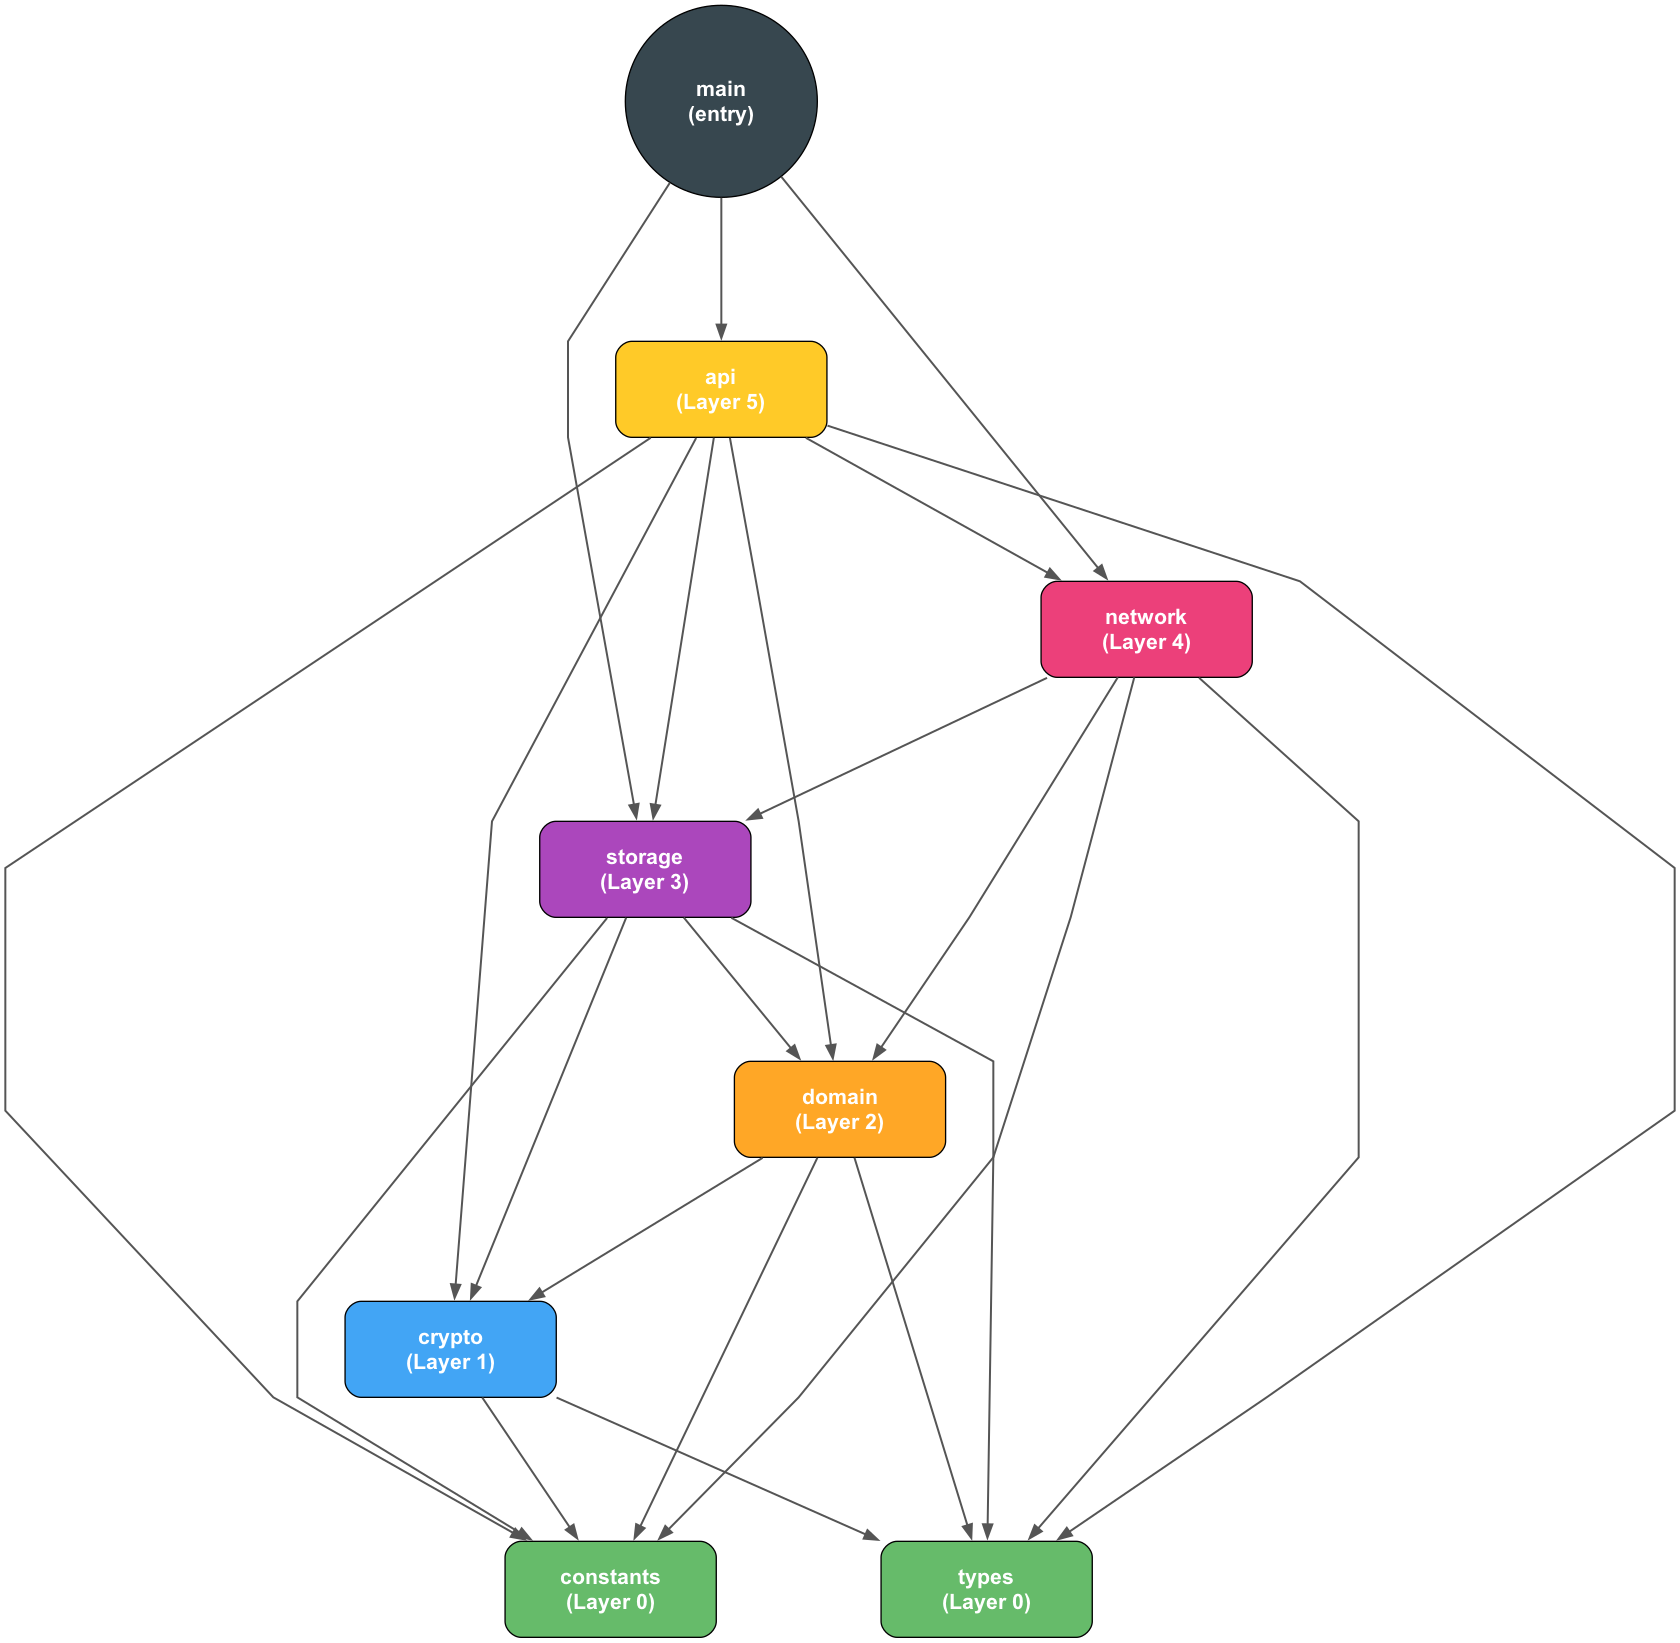 main
(entry)
api
(Layer 5)
network
(Layer 4)
storage
(Layer 3)
domain
(Layer 2)
crypto
(Layer 1)
constants
(Layer 0)
types
(Layer 0)